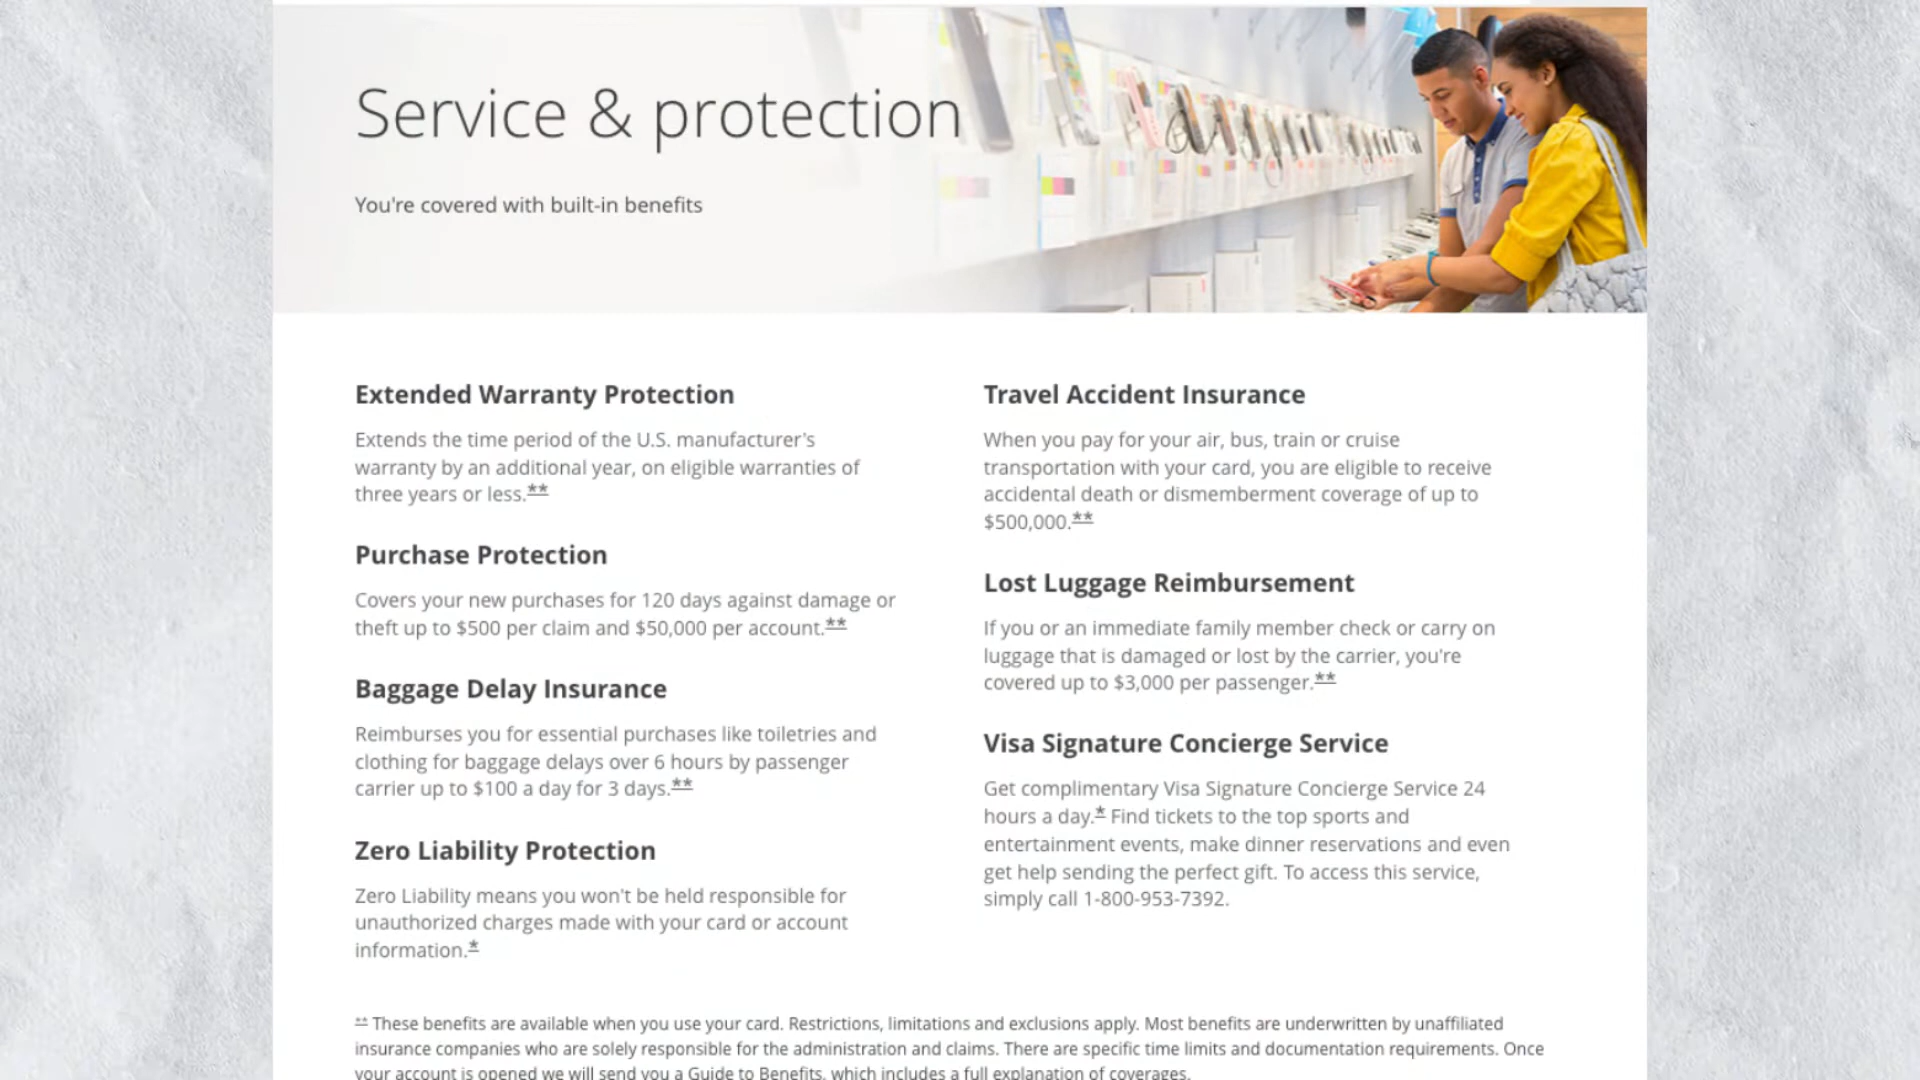 Service & protection
You're covered with built-in benefits
Extended Warranty Protection
Extends the time period of the U.S. manufacturer's
warranty by an additional year, on eligible warranties of
three years or less.**
Purchase Protection
Covers your new purchases for 120 days against damage or
theft up to $500 per claim and $50,000 per account.**
Baggage Delay Insurance
Reimburses you for essential purchases like toiletries and
clothing for baggage delays over 6 hours by passenger
carrier up to $100 a day for 3 days.**
Zero Liability Protection
Zero Liability means you won't be held responsible for
unauthorized charges made with your card or account
information.*
Travel Accident Insurance
When you pay for your air, bus, train or cruise
transportation with your card, you are eligible to receive
accidental death or dismemberment coverage of up to
$500,000.**
Lost Luggage Reimbursement
If you or an immediate family member check or carry on
luggage that is damaged or lost by the carrier, you're
covered up to $3,000 per passenger.**
Visa Signature Concierge Service
Get complimentary Visa Signature Concierge Service 24
hours a day.* Find tickets to the top sports and
entertainment events, make dinner reservations and even
get help sending the perfect gift. To access this service,
simply call 1-800-953-7392.
** These benefits are available when you use your card. Restrictions, limitations and exclusions apply. Most benefits are underwritten by unaffiliated
insurance companies who are solely responsible for the administration and claims. There are specific time limits and documentation requirements. Once
your account is opened we will send you a Guide to Benefits, which includes a full explanation of coverages.